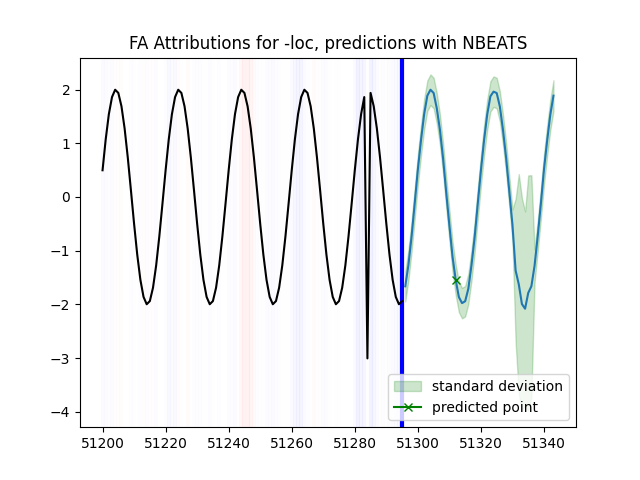 FA Attributions for -loc, predictions with NBEATS
2
1
0
−1
−2
−3
−4
standard deviation
predicted point
51200 51220 51240 51260 51280 51300 51320 51340